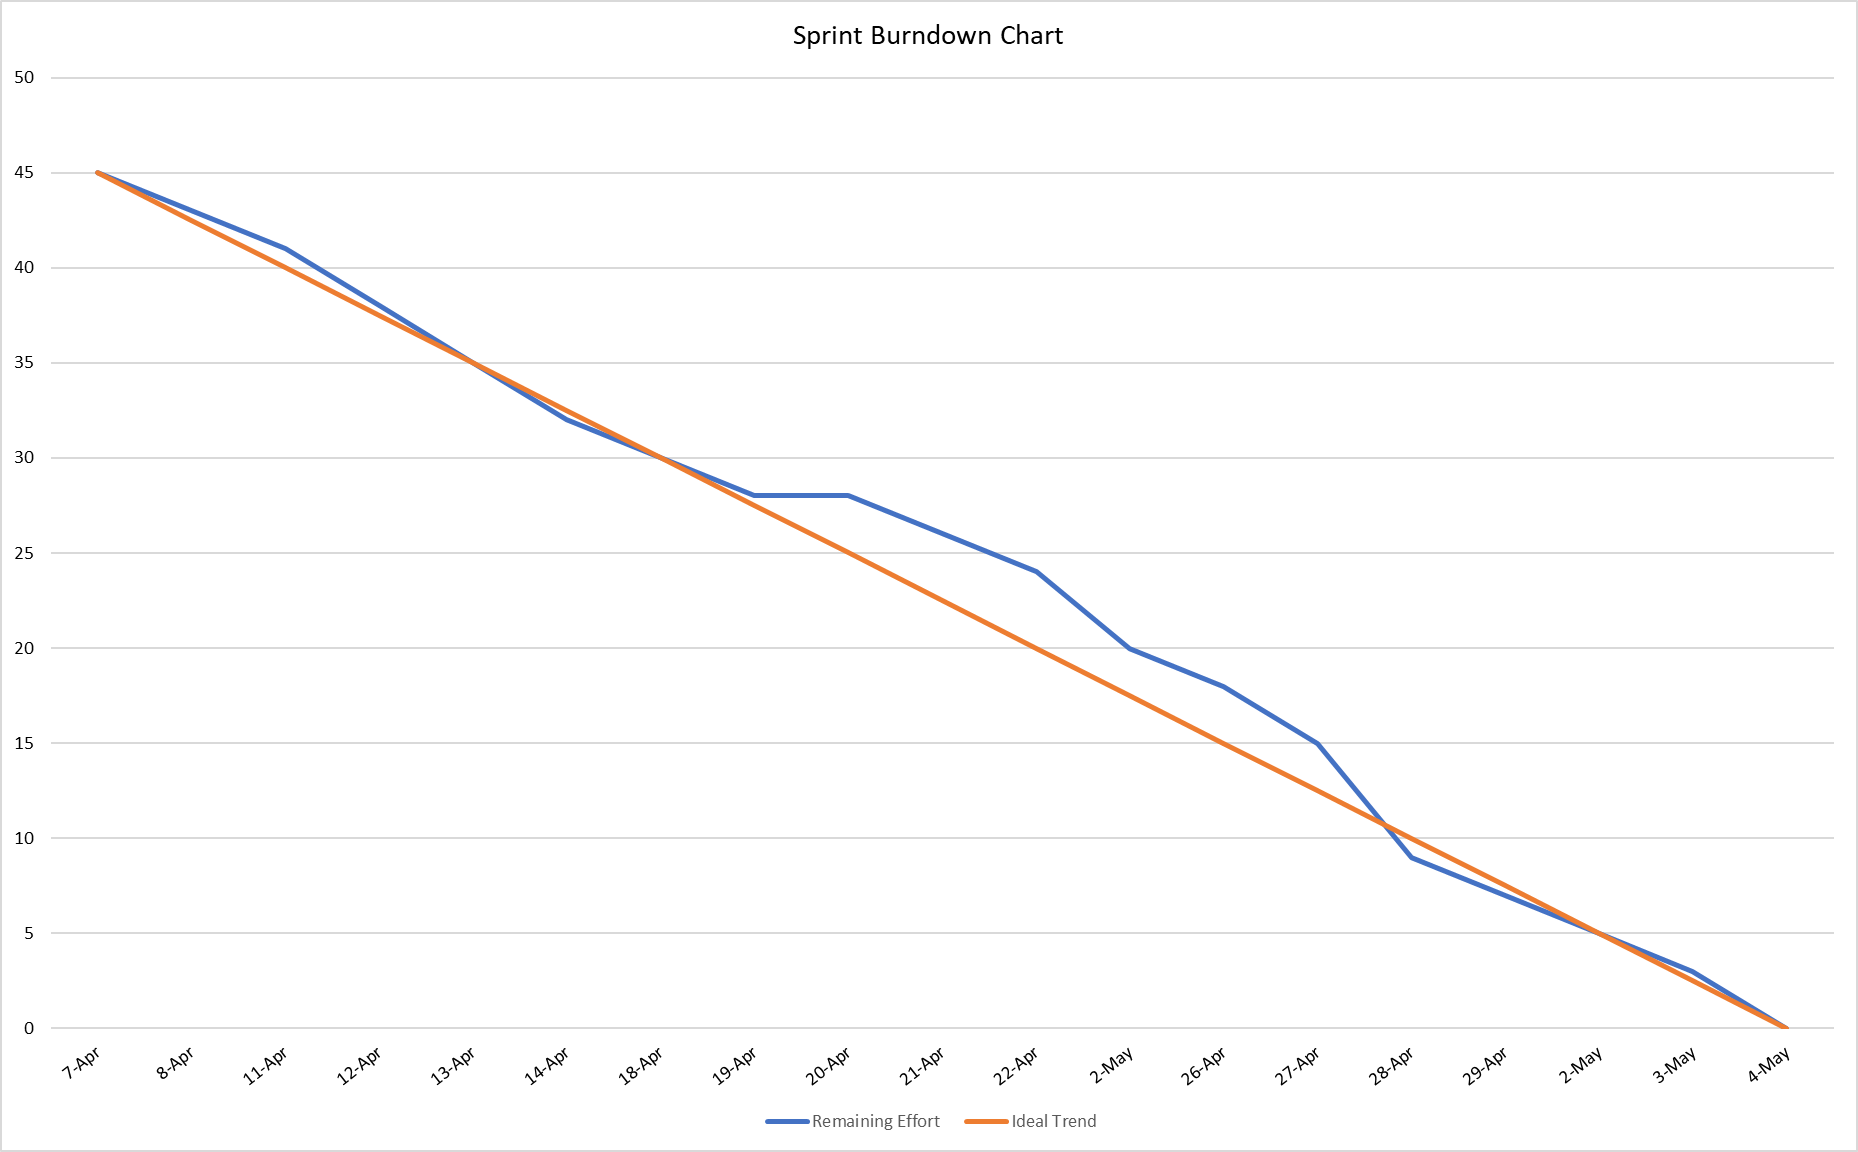 Sprint Burndown Chart
50
45
40
35
30
25
20
15
10
5
0
7-Apr
8-Apr
11-Apr
12-Apr
13-Apr
14-Apr
18-Apr
19-Apr
20-Apr
21-Apr
22-Apr
2-May
26-Apr
27-Apr
28-Apr
29-Apr
2-May
3-May
4-May
Remaining Effort
Ideal Trend